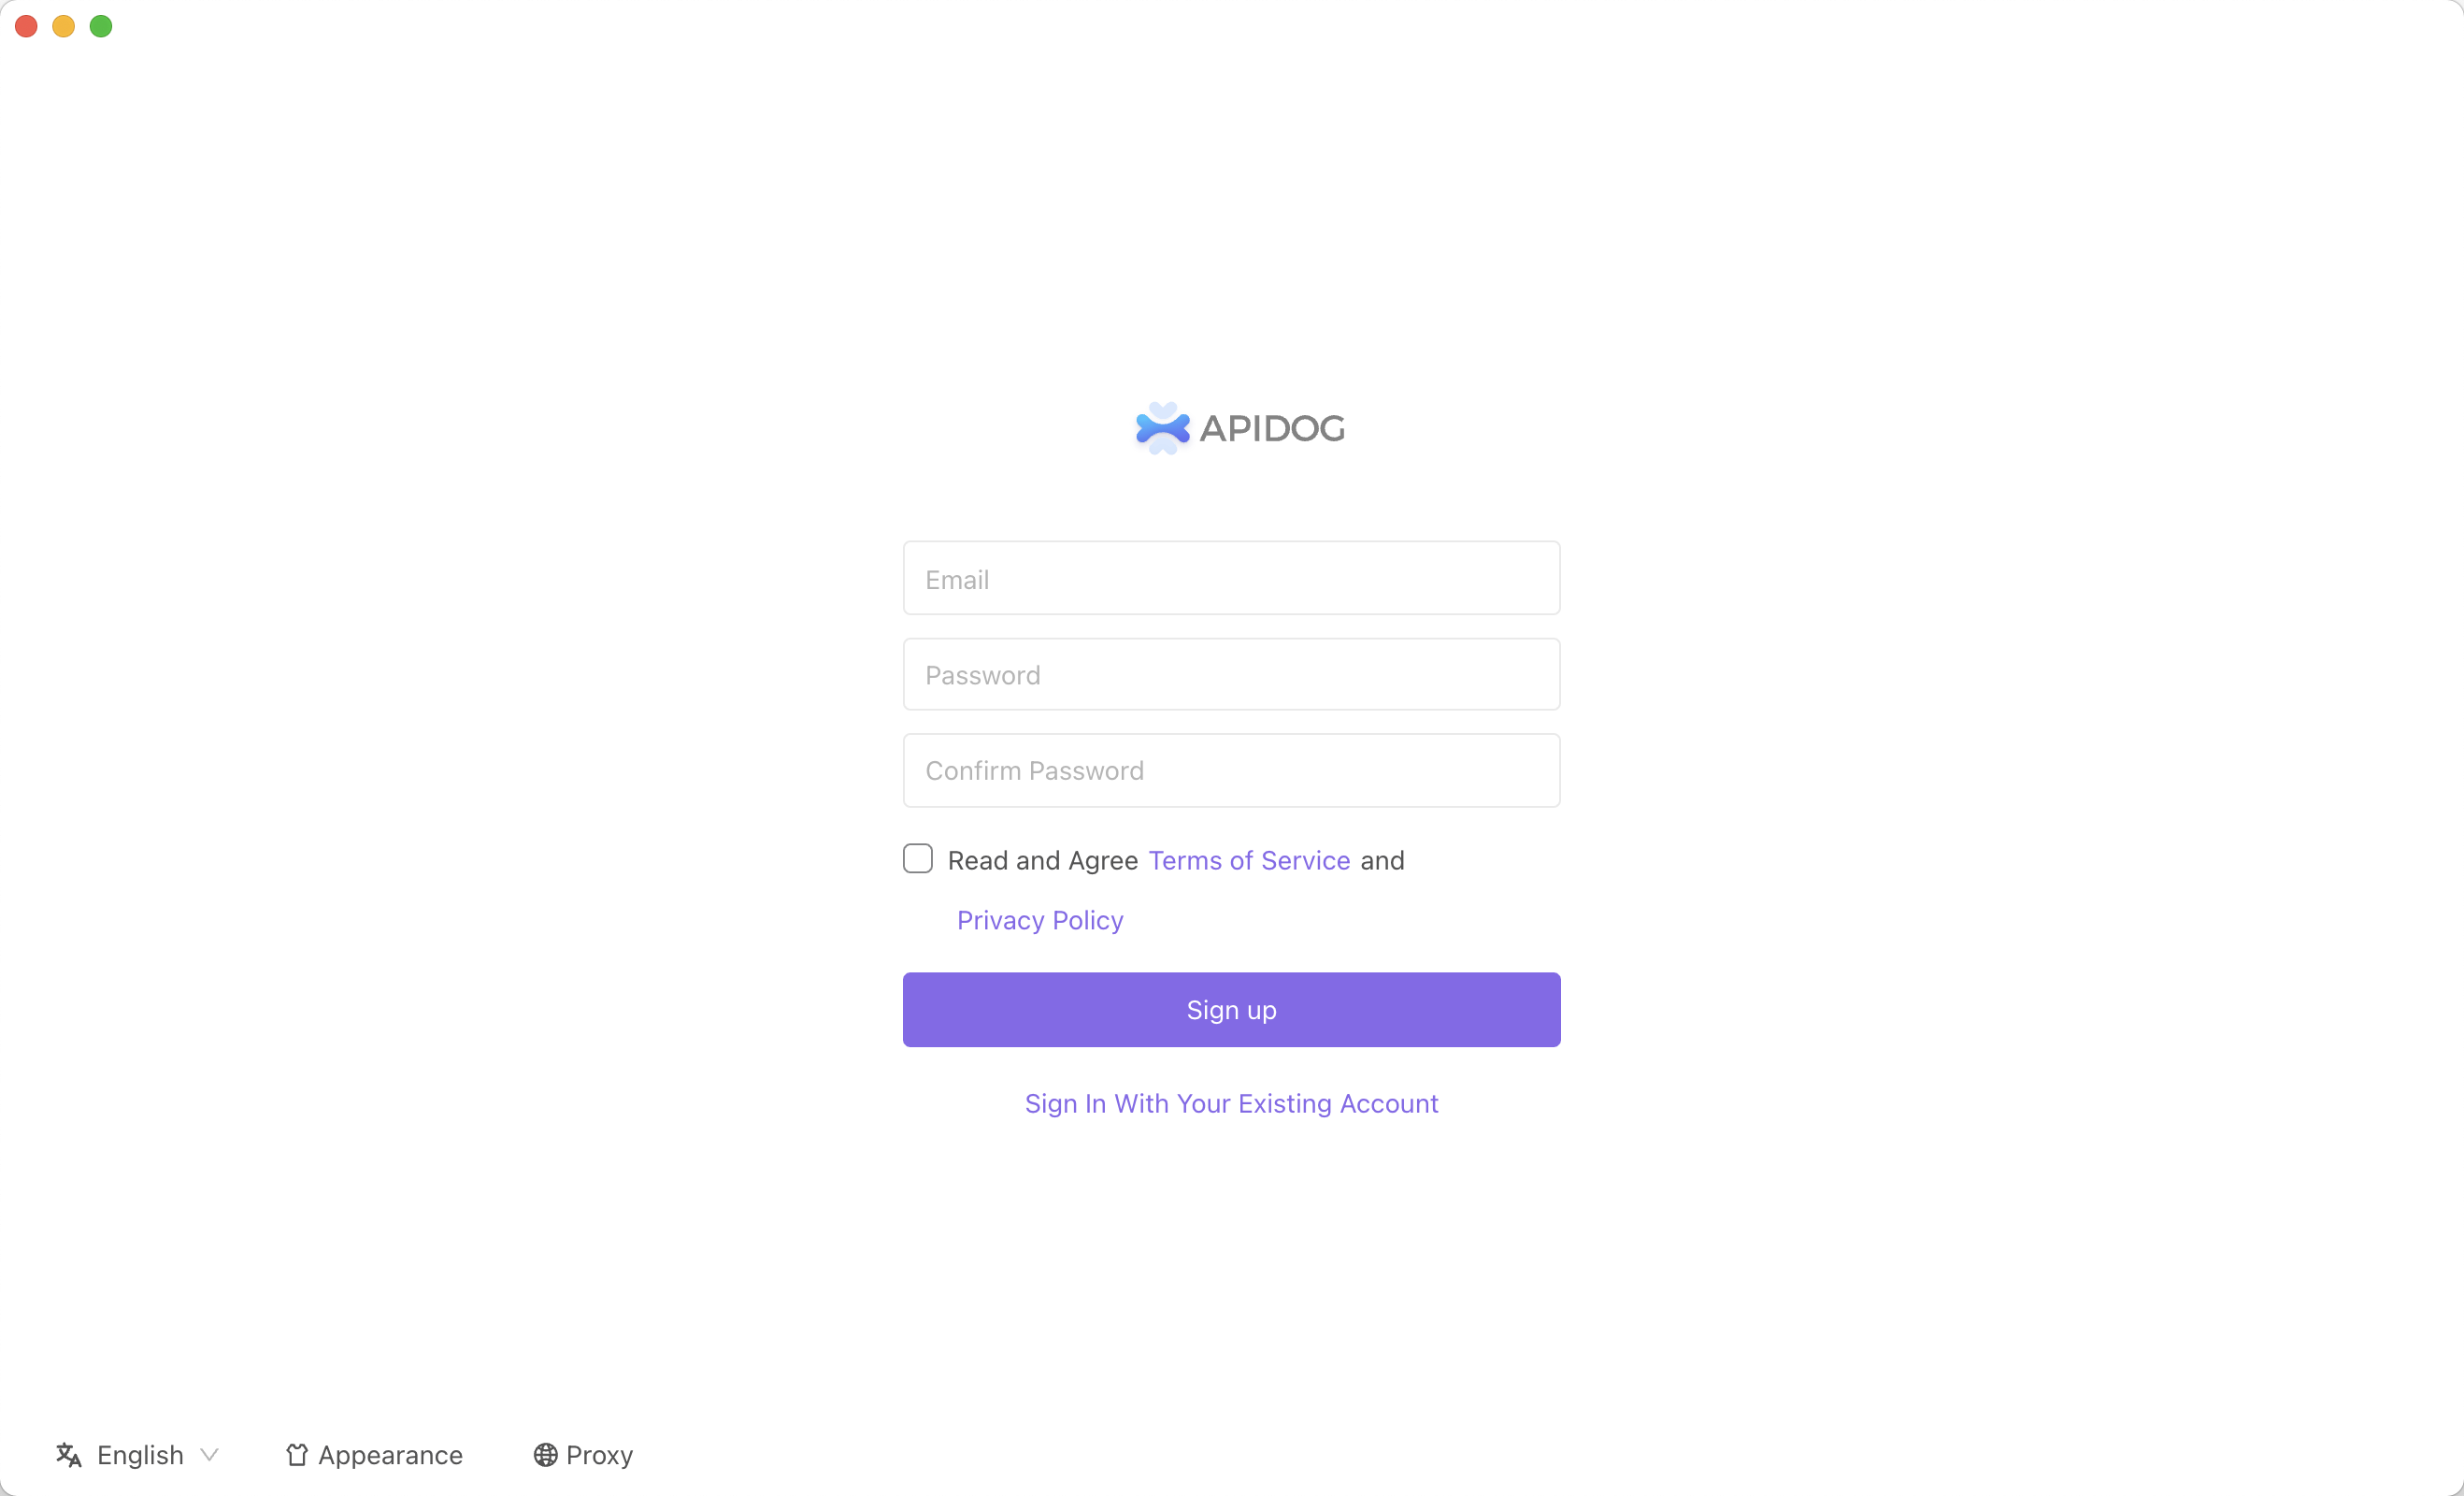 APIDOG
Email
Password
Confirm Password
Read and Agree Terms of Service and
Privacy Policy
Sign up
Sign In With Your Existing Account
English Appearance Proxy